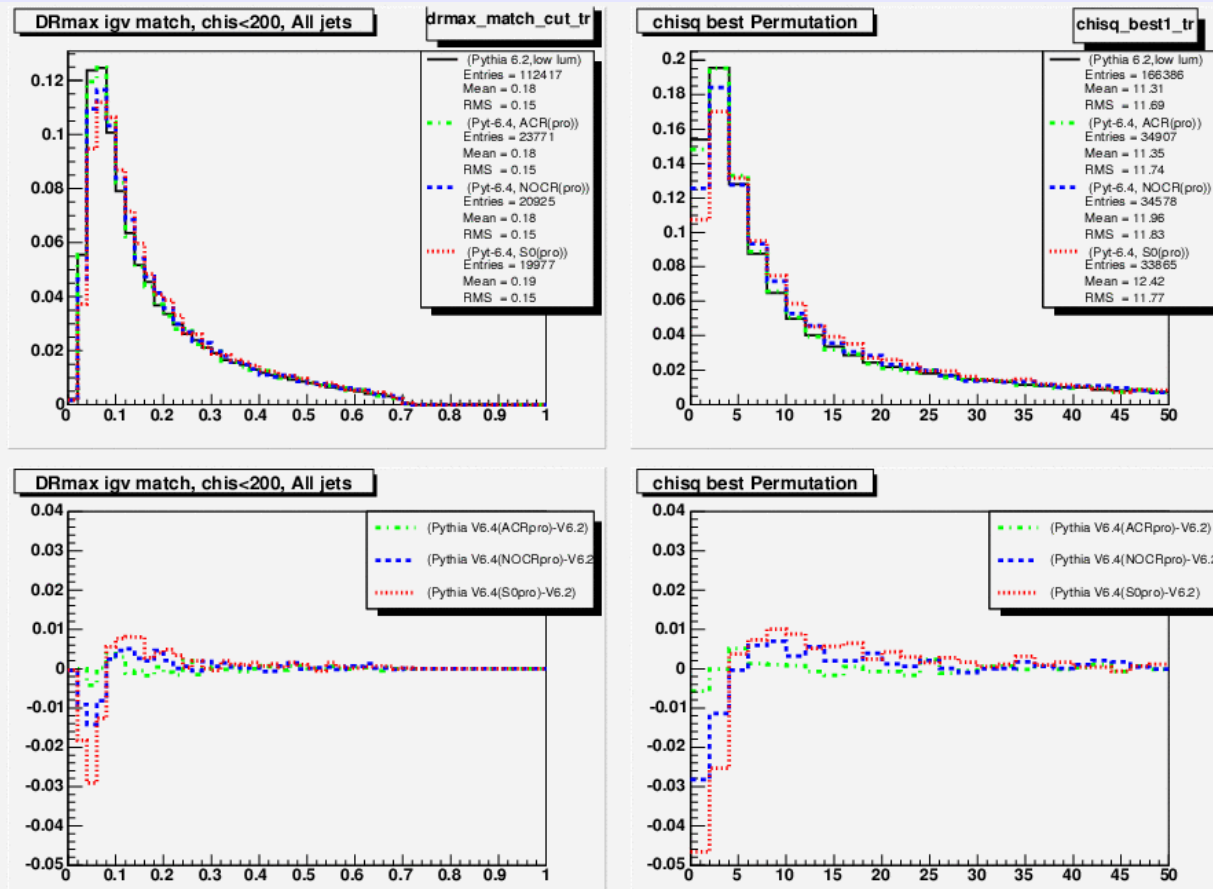 DRmax igv match, chis<200, All jets
drmax_match_cut_tr
(Pythia 6.2,low lum)
Entries = 112417
Mean = 0.18
RMS = 0.15
(Pyt-6.4, ACR(pro))
Entries = 23771
Mean = 0.18
RMS = 0.15
(Pyt-6.4, NOCR(pro))
Entries = 20925
Mean = 0.18
RMS = 0.15
(Pyt-6.4, S0(pro))
Entries = 19977
Mean = 0.19
RMS = 0.15
0.12
0.1
0.08
0.06
0.04
0.02
0
0 0.1 0.2 0.3 0.4 0.5 0.6 0.7 0.8 0.9 1
chisq best Permutation
chisq_best1_tr
(Pythia 6.2,low lum)
Entries = 166386
Mean = 11.31
RMS = 11.69
(Pyt-6.4, ACR(pro))
Entries = 34907
Mean = 11.35
RMS = 11.74
(Pyt-6.4, NOCR(pro))
Entries = 34578
Mean = 11.96
RMS = 11.83
(Pyt-6.4, S0(pro))
Entries = 33865
Mean = 12.42
RMS = 11.77
0.2
0.18
0.16
0.14
0.12
0.1
0.08
0.06
0.04
0.02
0
0 5 10 15 20 25 30 35 40 45 50
DRmax igv match, chis<200, All jets
(Pythia V6.4(ACRpro)-V6.2)
(Pythia V6.4(NOCRpro)-V6.2
(Pythia V6.4(S0pro)-V6.2)
0.04
0.03
0.02
0.01
0
-0.01
-0.02
-0.03
-0.04
-0.05
0 0.1 0.2 0.3 0.4 0.5 0.6 0.7 0.8 0.9 1
chisq best Permutation
(Pythia V6.4(ACRpro)-V6.2)
(Pythia V6.4(NOCRpro)-V6.2
(Pythia V6.4(S0pro)-V6.2)
0.04
0.03
0.02
0.01
0
-0.01
-0.02
-0.03
-0.04
-0.05
0 5 10 15 20 25 30 35 40 45 50